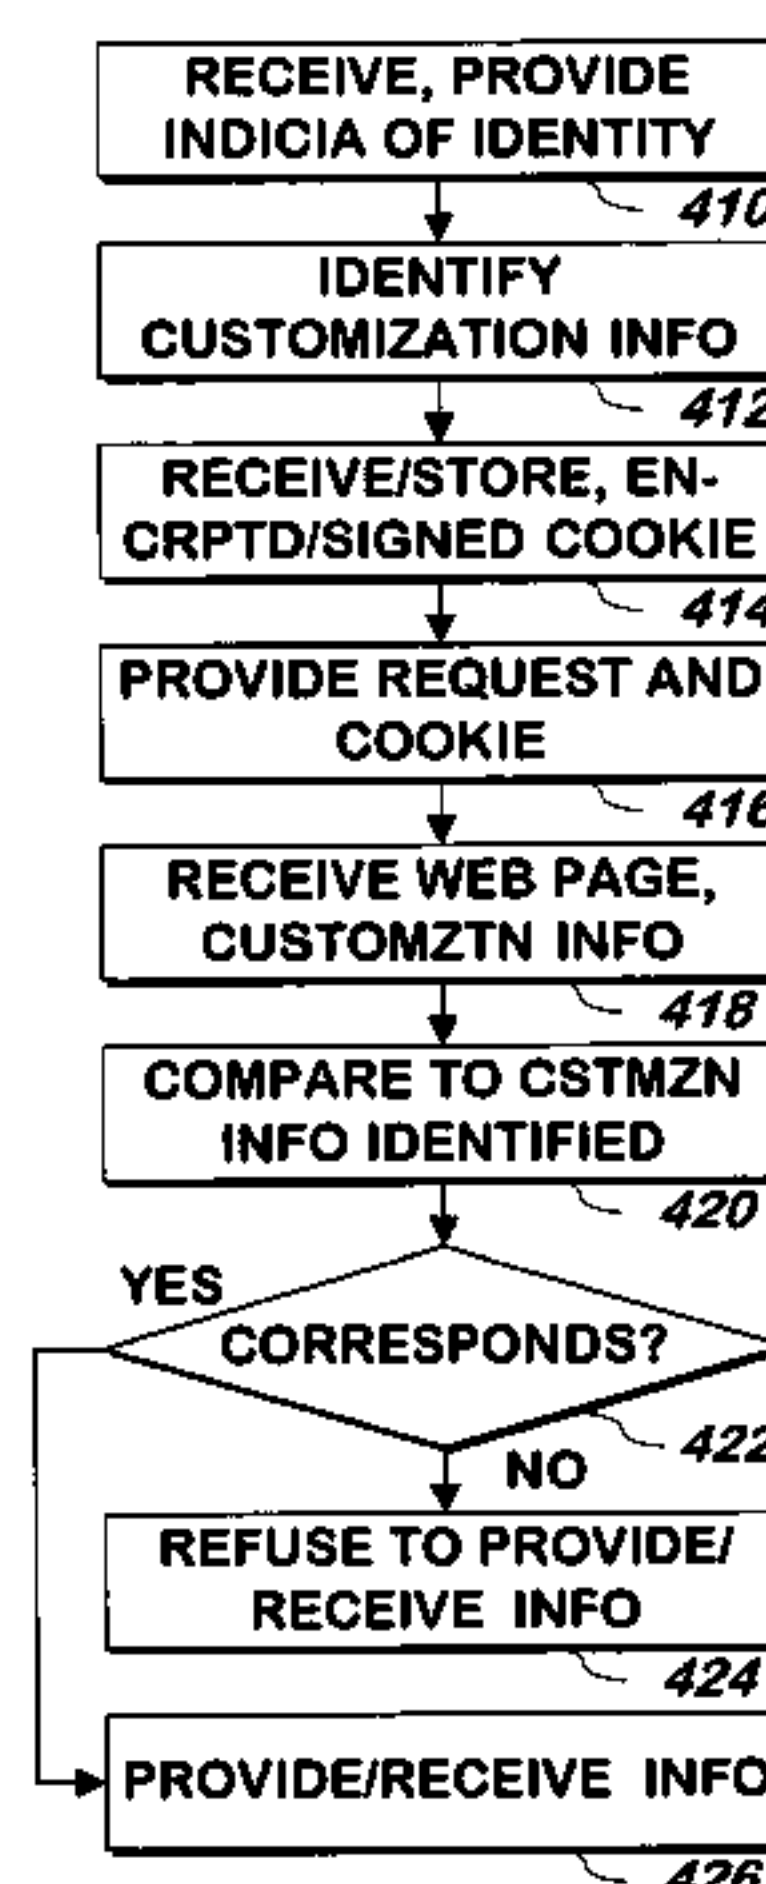 RECEIVE, PROVIDE
INDICIA OF IDENTITY
410
IDENTIFY
CUSTOMIZATION INFO
412
RECEIVE/STORE, EN-
CRPTD/SIGNED COOKIE
414
PROVIDE REQUEST AND
COOKIE
416
RECEIVE WEB PAGE,
CUSTOMZTN INFO
418
COMPARE TO CSTMZN
INFO IDENTIFIED
420
YES
CORRESPONDS?
422
NO
REFUSE TO PROVIDE/
RECEIVE INFO
424
PROVIDE/RECEIVE INFO
426